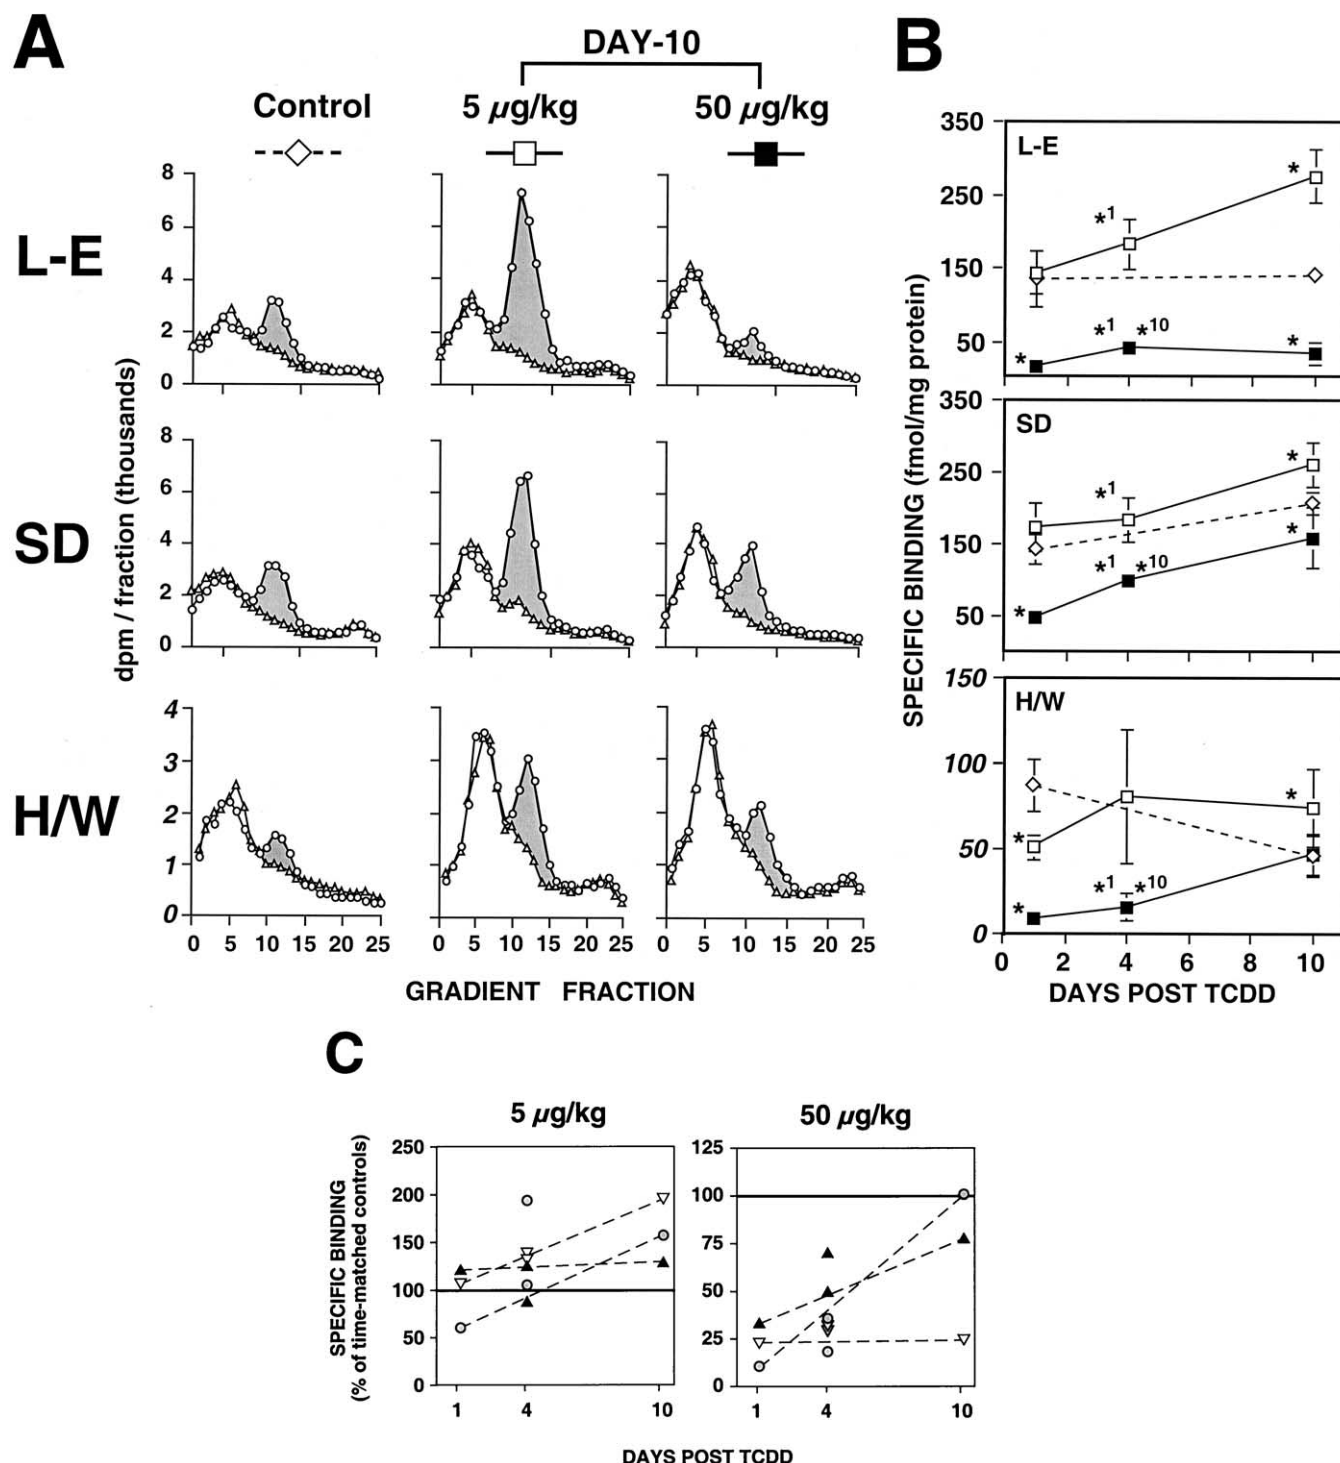 A
B
DAY-10
Control
5 µg/kg
50 µg/kg
L-E
SD
H/W
dpm / fraction (thousands)
8
6
4
2
0
8
6
4
2
0
4
3
2
1
0
0 5 10 15 20 25
0 5 10 15 20 25
0 5 10 15 20 25
GRADIENT FRACTION
SPECIFIC BINDING (fmol/mg protein)
350
250
150
50
L-E
*
*1
*
*1 *10
*
350
250
150
50
SD
*
*1
*
*1 *10
*
150
100
50
0
H/W
*
*
*
*1 *10
0 2 4 6 8 10
DAYS POST TCDD
C
5 µg/kg
50 µg/kg
SPECIFIC BINDING
(% of time-matched controls)
250
200
150
100
50
0
1 4 10
125
100
75
50
25
0
1 4 10
DAYS POST TCDD